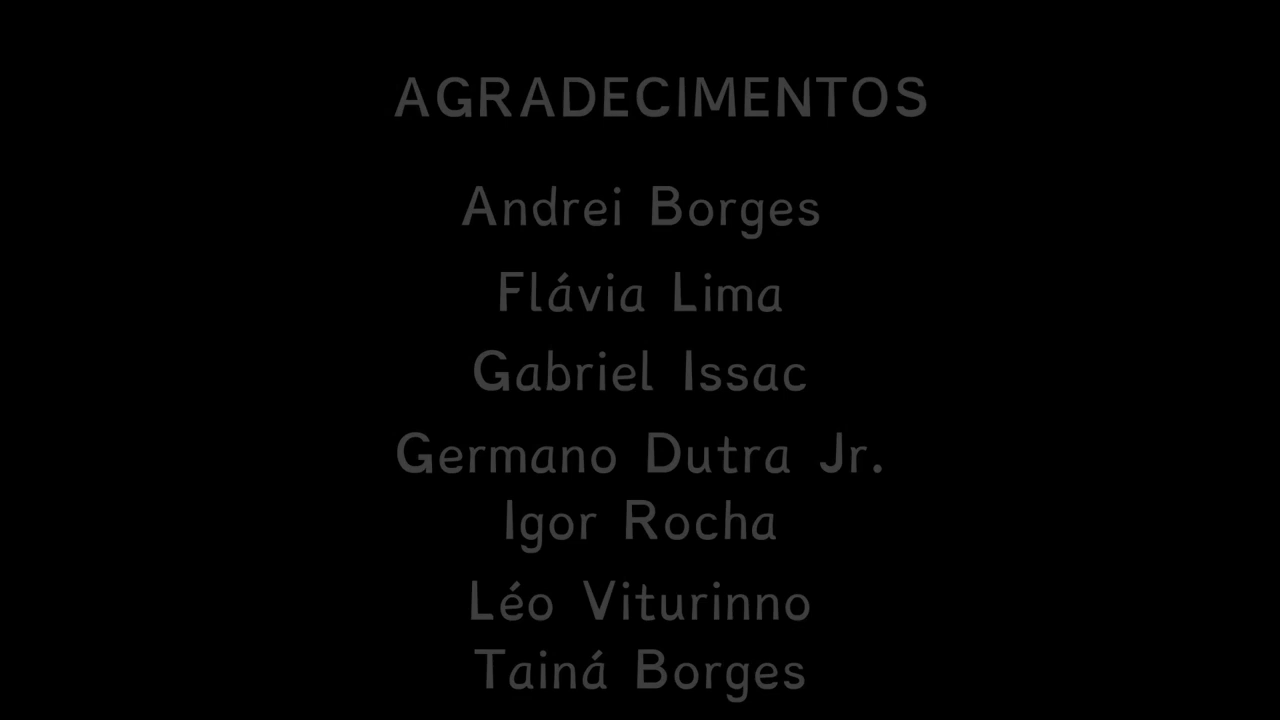 AGRADECIMENTOS
Andrei Borges
Flávia Lima
Gabriel Issac
Germano Dutra Jr.
Igor Rocha
Léo Viturinno
Tainá Borges